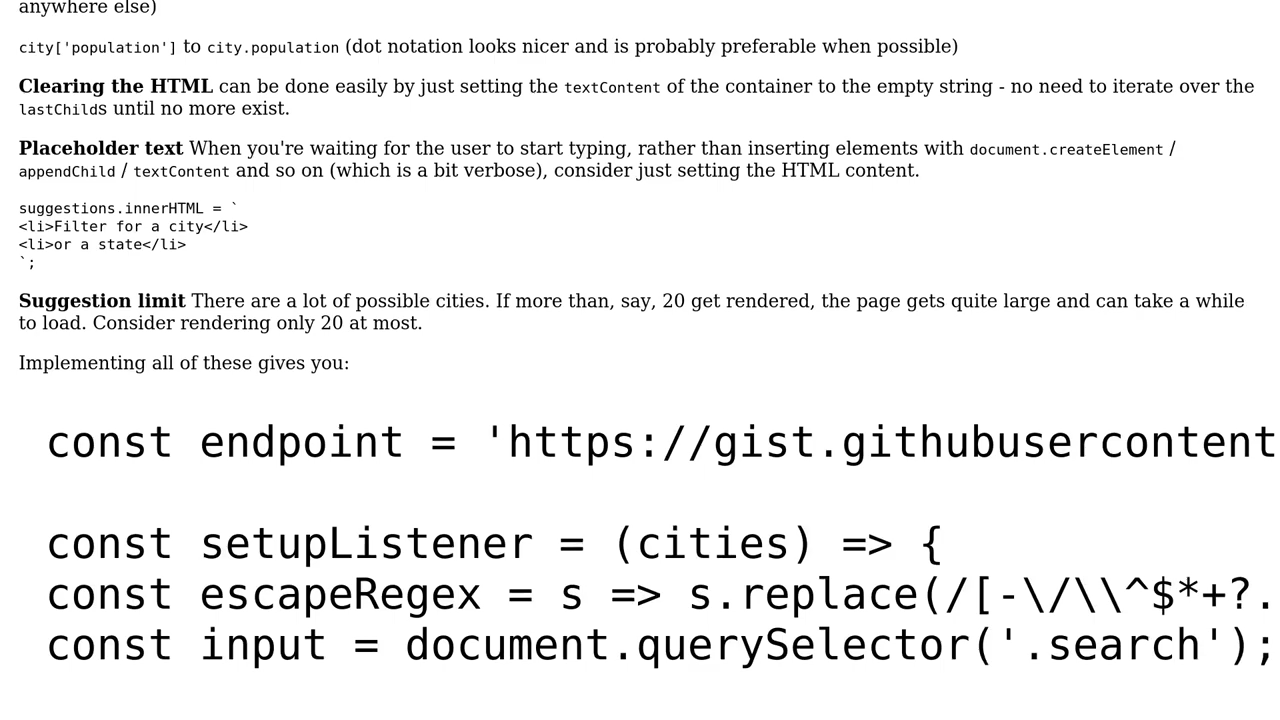 anywhere else)
city['population'] to city.population (dot notation looks nicer and is probably preferable when possible)
Clearing the HTML can be done easily by just setting the textContent of the container to the empty string - no need to iterate over the
lastChilds until no more exist.
Placeholder text When you're waiting for the user to start typing, rather than inserting elements with document.createElement /
appendChild / textContent and so on (which is a bit verbose), consider just setting the HTML content.
suggestions.innerHTML = `
<li>Filter for a city</li>
<li>or a state</li>
`;
Suggestion limit There are a lot of possible cities. If more than, say, 20 get rendered, the page gets quite large and can take a while
to load. Consider rendering only 20 at most.
Implementing all of these gives you:
const endpoint = 'https://gist.githubusercontent
const setupListener = (cities) => {
const escapeRegex = s => s.replace(/[-\/\\^$*+?.
const input = document.querySelector('.search');